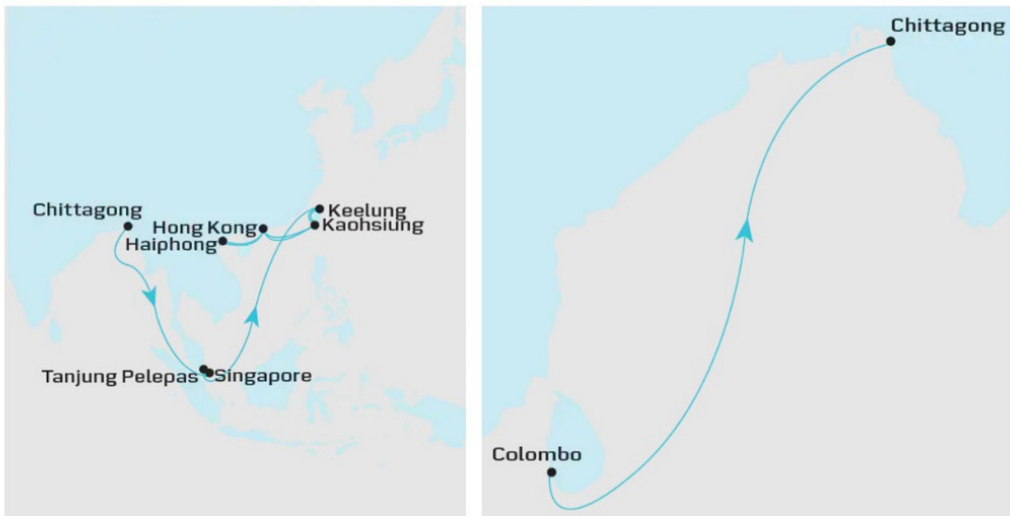 Chittagong
Keelung
Kaohsiung
Hong Kong
Haiphong
Tanjung Pelepas
Singapore
Chittagong
Colombo